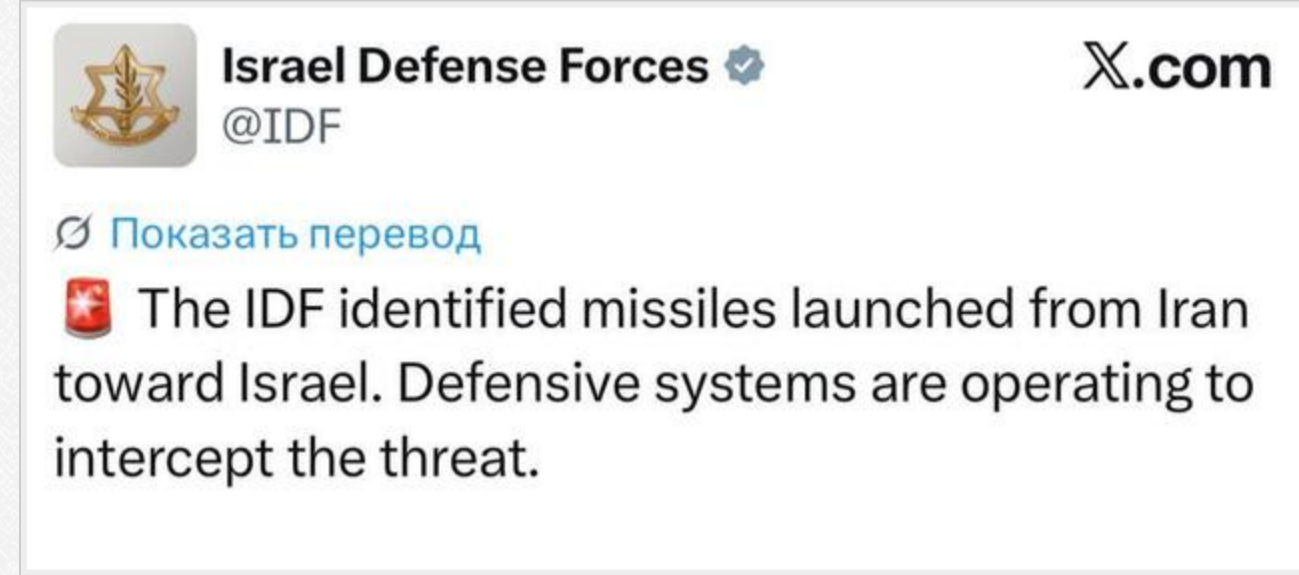 Israel Defense Forces
X.com
@IDF
Показать перевод
🚨 The IDF identified missiles launched from Iran
toward Israel. Defensive systems are operating to
intercept the threat.